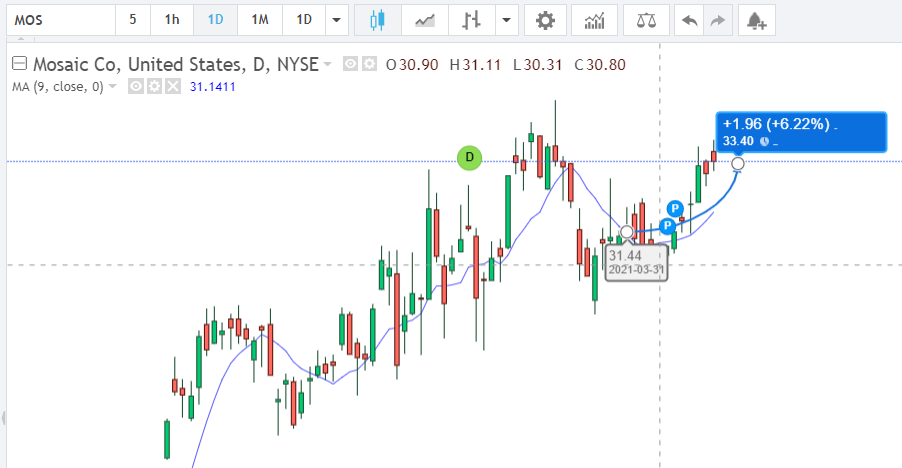 MOS 5 1h 1D 1M 1D
Mosaic Co, United States, D, NYSE O30.90 H31.11 L30.31 C30.80
MA (9, close, 0) 31.1411
+1.96 (+6.22%) ..
33.40 ..
D
P
P
31.44
2021-03-31